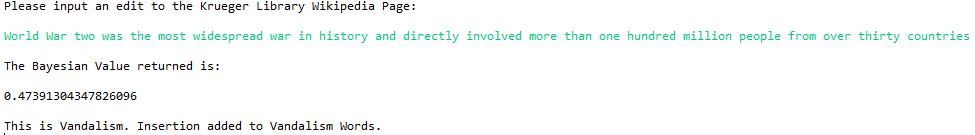 Please input an edit to the Krueger Library Wikipedia Page:
World War two was the most widespread war in history and directly involved more than one hundred million people from over thirty countries
The Bayesian Value returned is:
0.47391304347826096
This is Vandalism. Insertion added to Vandalism Words.